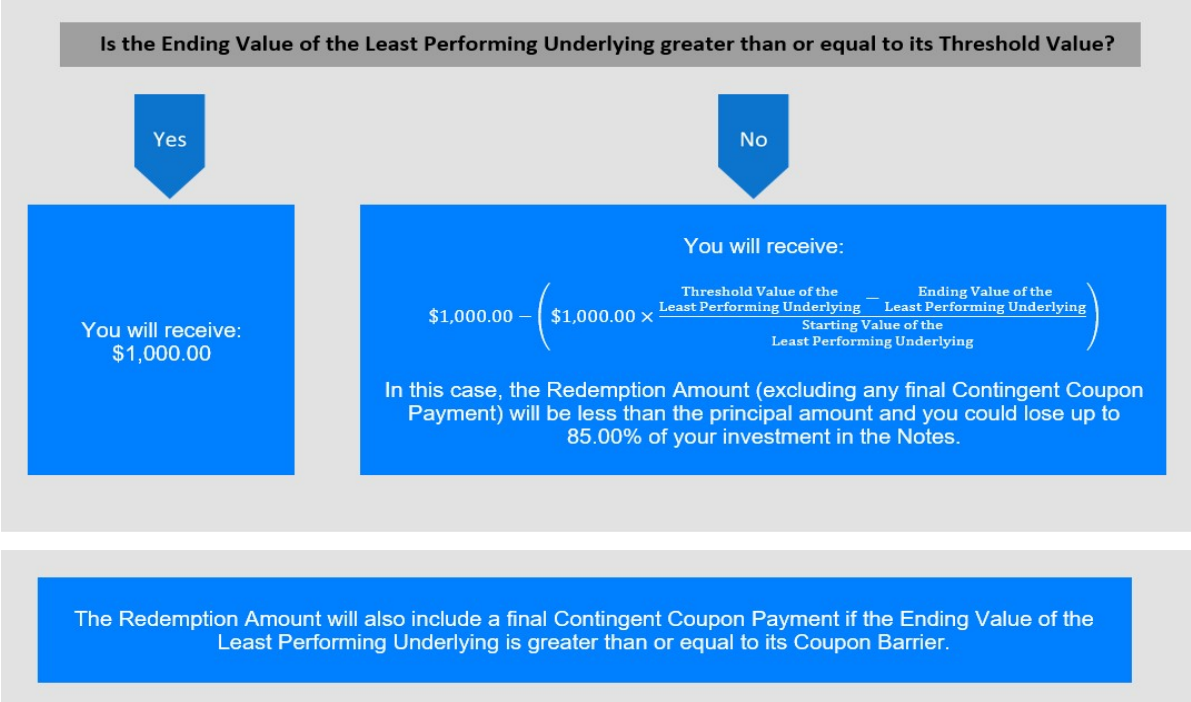 Is the Ending Value of the Least Performing Underlying greater than or equal to its Threshold Value?
Yes
No
You will receive:
$1,000.00
You will receive:
$1,000.00 − ($1,000.00 × (Threshold Value of the Least Performing Underlying − Ending Value of the Least Performing Underlying) / Starting Value of the Least Performing Underlying)
In this case, the Redemption Amount (excluding any final Contingent Coupon
Payment) will be less than the principal amount and you could lose up to
85.00% of your investment in the Notes.
The Redemption Amount will also include a final Contingent Coupon Payment if the Ending Value of the
Least Performing Underlying is greater than or equal to its Coupon Barrier.